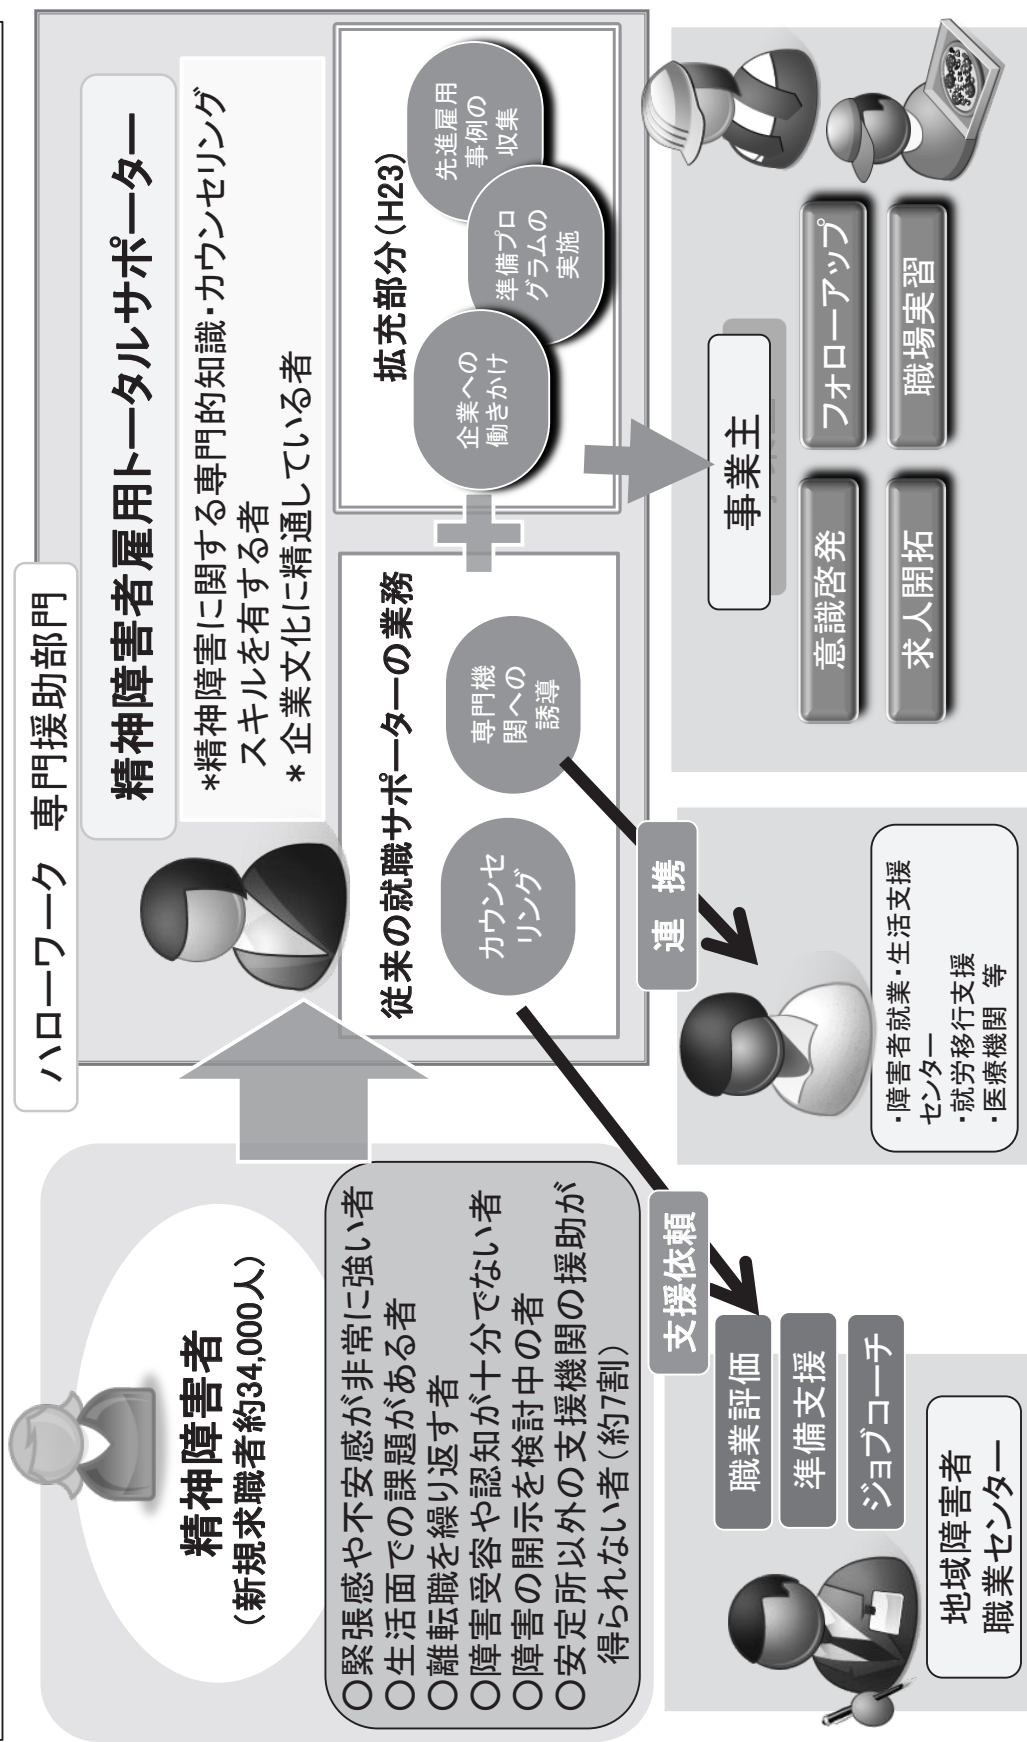 ハローワーク 専門援助部門
精神障害者雇用トータルサポーター
*精神障害に関する専門的知識・カウンセリング
スキルを有する者
* 企業文化に精通している者
精神障害者
(新規求職者約34,000人)
○緊張感や不安感が非常に強い者
○生活面での課題がある者
○離転職を繰り返す者
○障害受容や認知が十分でない者
○障害の開示を検討中の者
○安定所以外の支援機関の援助が
得られない者(約7割)
従来の就職サポーターの業務
カウンセ
リング
専門機
関への
誘導
拡充部分(H23)
企業への
働きかけ
準備プロ
グラムの
実施
先進雇用
事例の
収集
支援依頼
連 携
職業評価
準備支援
ジョブコーチ
地域障害者
職業センター
・障害者就業・生活支援
センター
・就労移行支援
・医療機関 等
事業主
意識啓発
フォローアップ
求人開拓
職場実習